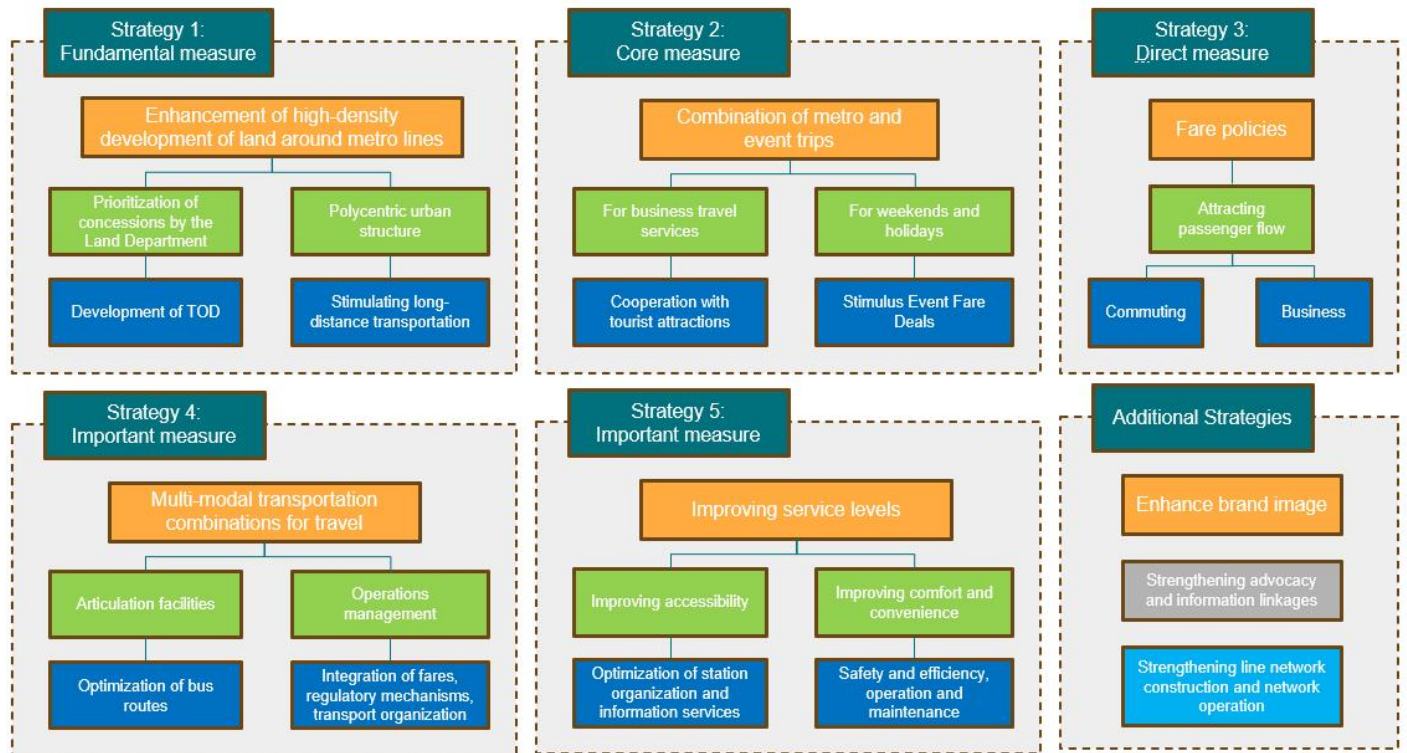 Strategy 1:
Fundamental measure
Enhancement of high-density
development of land around metro lines
Prioritization of
concessions by the
Land Department
Polycentric urban
structure
Development of TOD
Stimulating long-
distance transportation
Strategy 2:
Core measure
Combination of metro and
event trips
For business travel
services
For weekends and
holidays
Cooperation with
tourist attractions
Stimulus Event Fare
Deals
Strategy 3:
Direct measure
Fare policies
Attracting
passenger flow
Commuting
Business
Strategy 4:
Important measure
Multi-modal transportation
combinations for travel
Articulation facilities
Operations
management
Optimization of bus
routes
Integration of fares,
regulatory mechanisms,
transport organization
Strategy 5:
Important measure
Improving service levels
Improving accessibility
Improving comfort and
convenience
Optimization of station
organization and
information services
Safety and efficiency,
operation and
maintenance
Additional Strategies
Enhance brand image
Strengthening advocacy
and information linkages
Strengthening line network
construction and network
operation